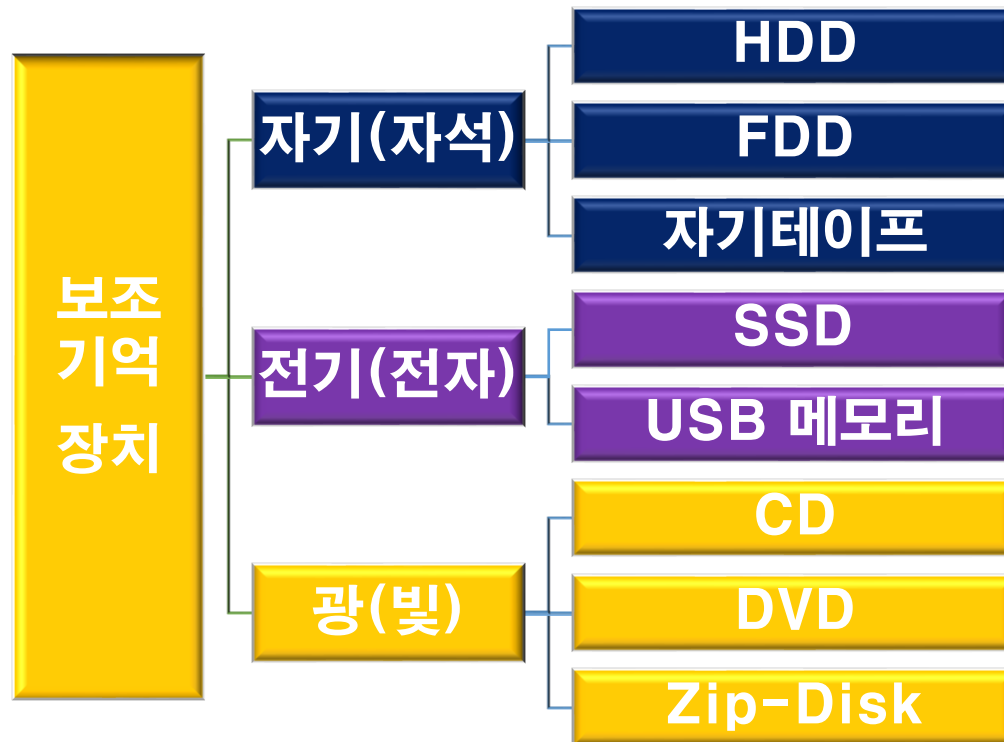 보조
기억
장치
자기(자석)
HDD
FDD
자기테이프
전기(전자)
SSD
USB 메모리
광(빛)
CD
DVD
Zip-Disk